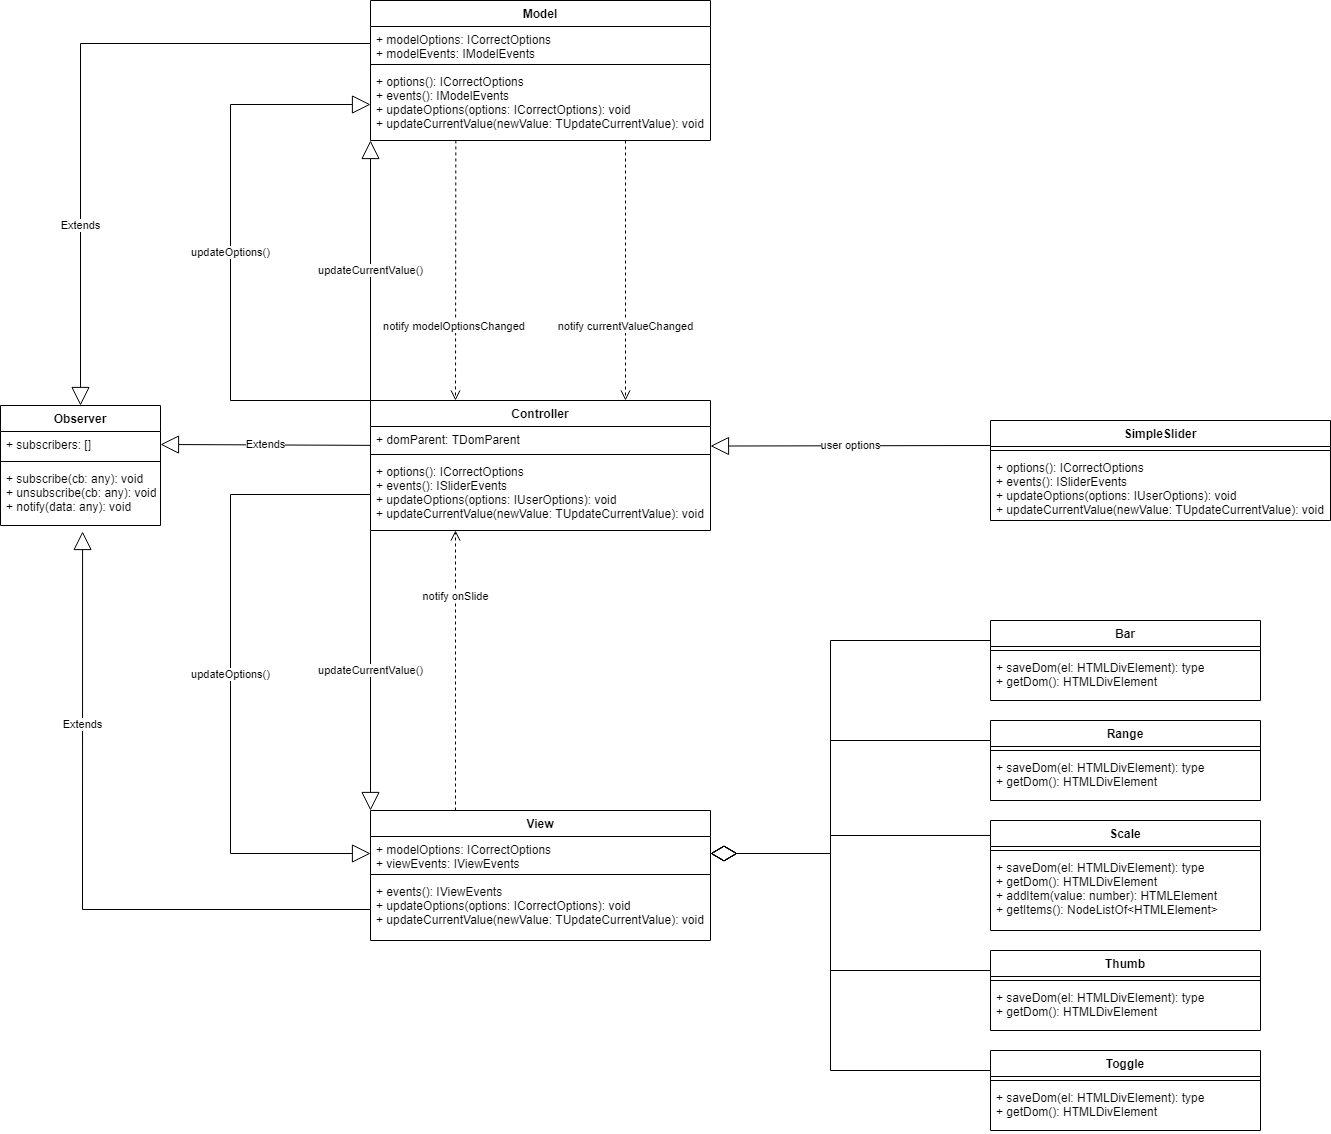 Model
+ modelOptions: ICorrectOptions
+ modelEvents: IModelEvents
+ options(): ICorrectOptions
+ events(): IModelEvents
+ updateOptions(options: ICorrectOptions): void
+ updateCurrentValue(newValue: TUpdateCurrentValue): void
Extends
updateOptions()
updateCurrentValue()
notify modelOptionsChanged
notify currentValueChanged
Observer
+ subscribers: []
+ subscribe(cb: any): void
+ unsubscribe(cb: any): void
+ notify(data: any): void
Extends
Controller
+ domParent: TDomParent
+ options(): ICorrectOptions
+ events(): ISliderEvents
+ updateOptions(options: IUserOptions): void
+ updateCurrentValue(newValue: TUpdateCurrentValue): void
user options
SimpleSlider
+ options(): ICorrectOptions
+ events(): ISliderEvents
+ updateOptions(options: IUserOptions): void
+ updateCurrentValue(newValue: TUpdateCurrentValue): void
notify onSlide
updateOptions()
updateCurrentValue()
Extends
View
+ modelOptions: ICorrectOptions
+ viewEvents: IViewEvents
+ events(): IViewEvents
+ updateOptions(options: ICorrectOptions): void
+ updateCurrentValue(newValue: TUpdateCurrentValue): void
Bar
+ saveDom(el: HTMLDivElement): type
+ getDom(): HTMLDivElement
Range
+ saveDom(el: HTMLDivElement): type
+ getDom(): HTMLDivElement
Scale
+ saveDom(el: HTMLDivElement): type
+ getDom(): HTMLDivElement
+ addItem(value: number): HTMLElement
+ getItems(): NodeListOf<HTMLElement>
Thumb
+ saveDom(el: HTMLDivElement): type
+ getDom(): HTMLDivElement
Toggle
+ saveDom(el: HTMLDivElement): type
+ getDom(): HTMLDivElement